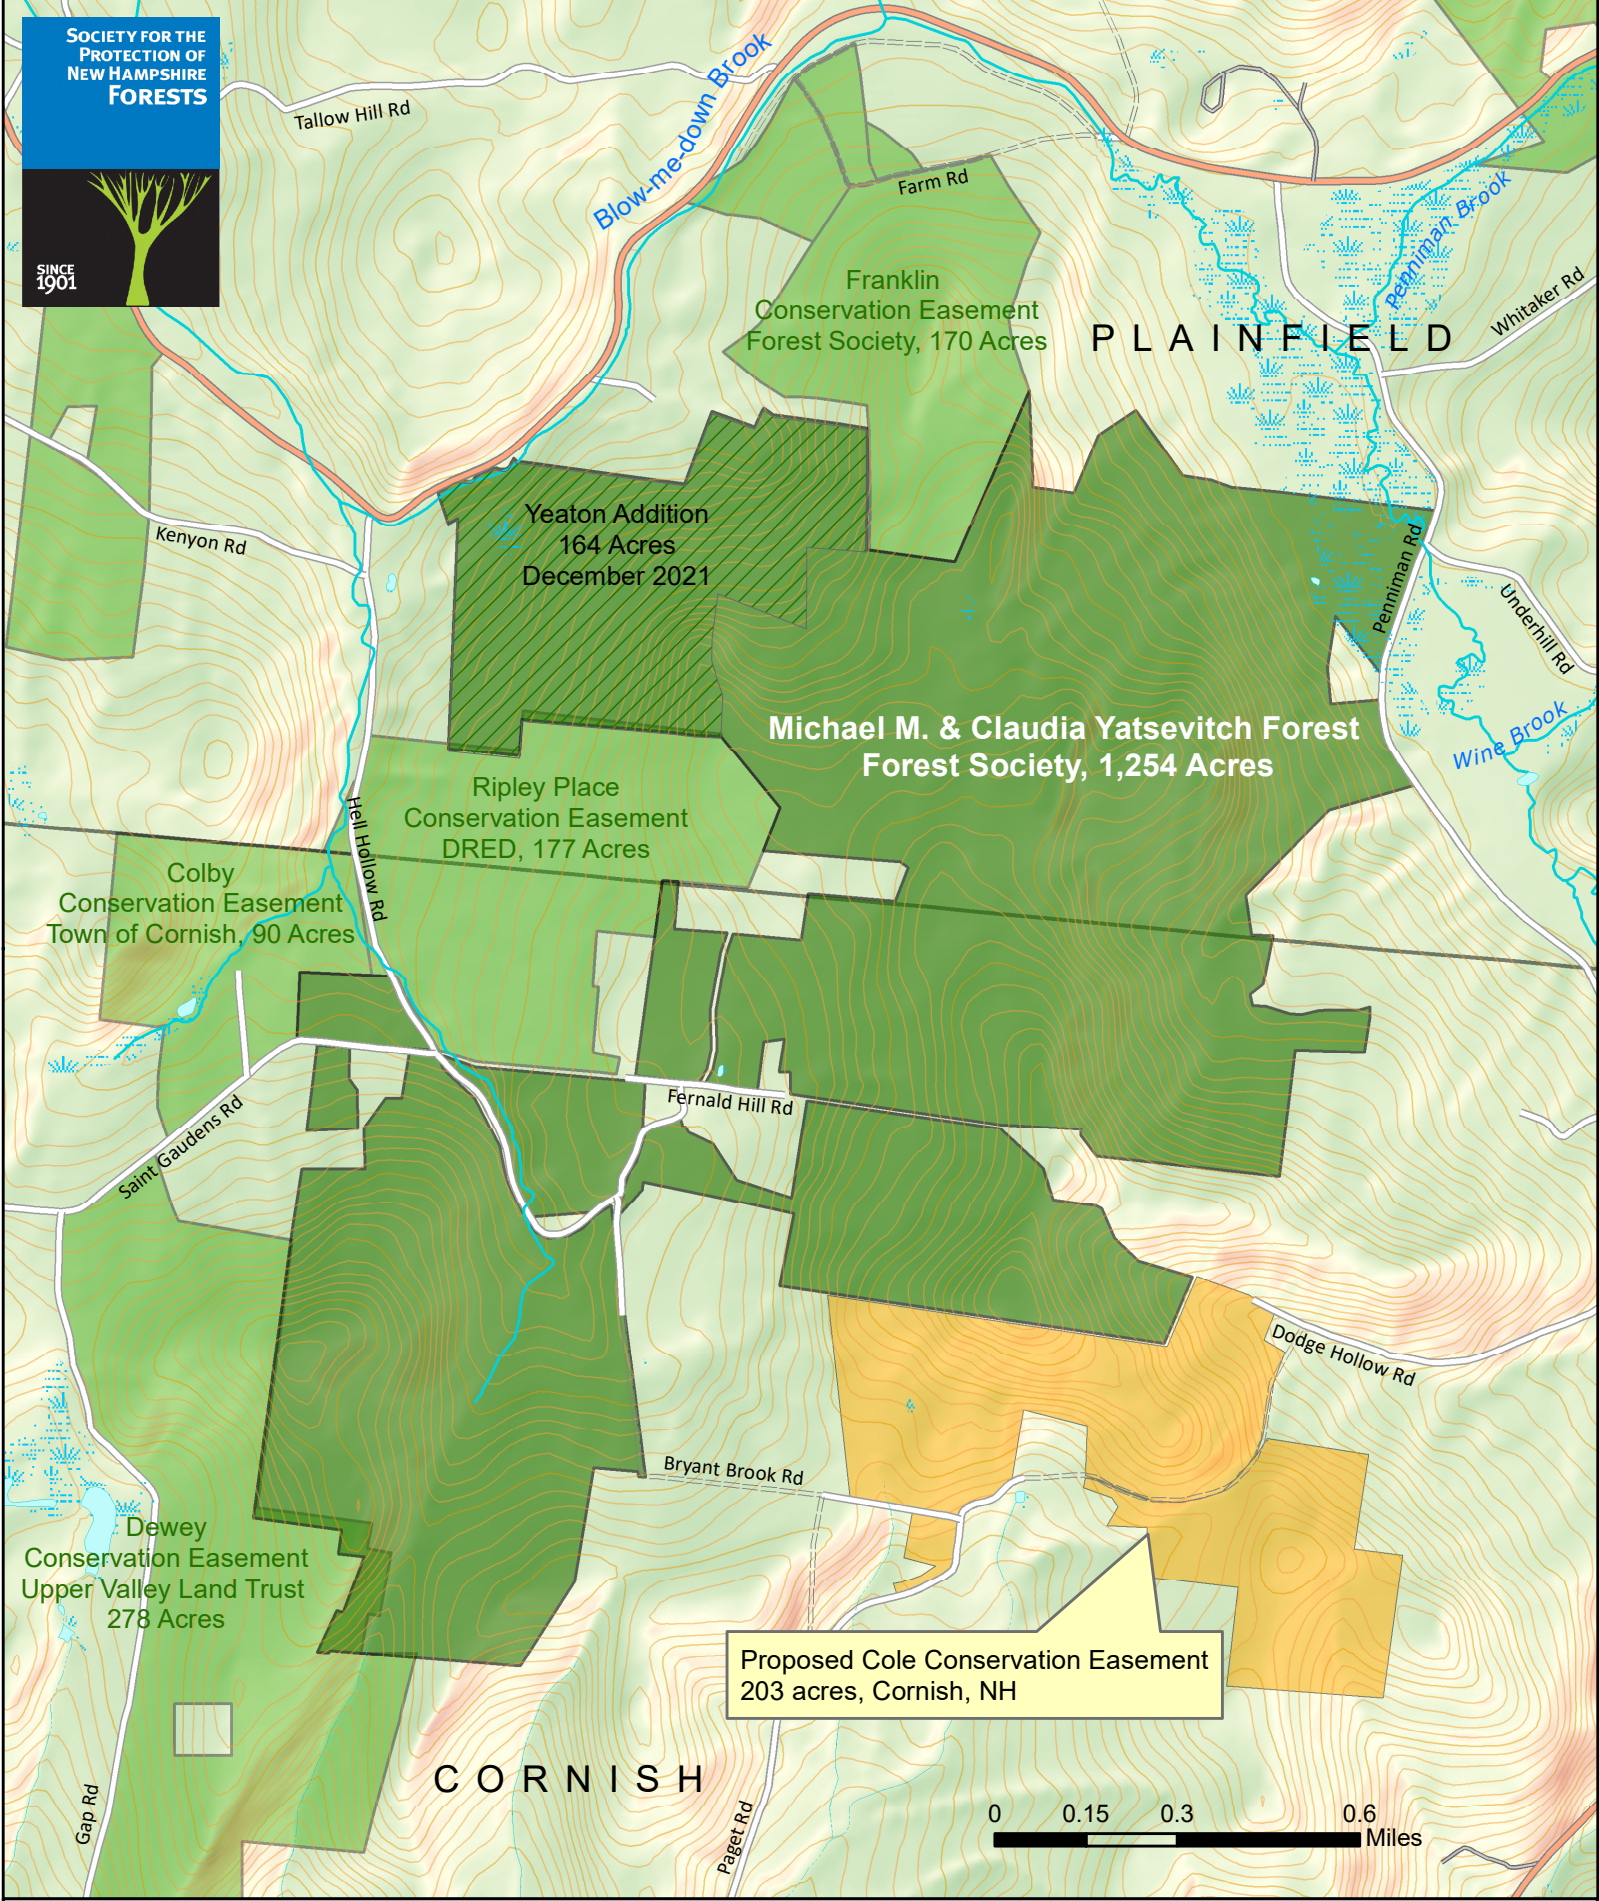 SOCIETY FOR THE
PROTECTION OF
NEW HAMPSHIRE
FORESTS
SINCE
1901
Tallow Hill Rd
Blow-me-down Brook
Farm Rd
Penniman Brook
Whitaker Rd
Franklin
Conservation Easement
Forest Society, 170 Acres
PLAINFIELD
Kenyon Rd
Yeaton Addition
164 Acres
December 2021
Penniman Rd
Underhill Rd
Wine Brook
Michael M. & Claudia Yatsevitch Forest
Forest Society, 1,254 Acres
Ripley Place
Conservation Easement
DRED, 177 Acres
Hell Hollow Rd
Colby
Conservation Easement
Town of Cornish, 90 Acres
Saint Gaudens Rd
Fernald Hill Rd
Dodge Hollow Rd
Bryant Brook Rd
Dewey
Conservation Easement
Upper Valley Land Trust
278 Acres
Proposed Cole Conservation Easement
203 acres, Cornish, NH
CORNISH
Gap Rd
Paget Rd
0 0.15 0.3 0.6
Miles